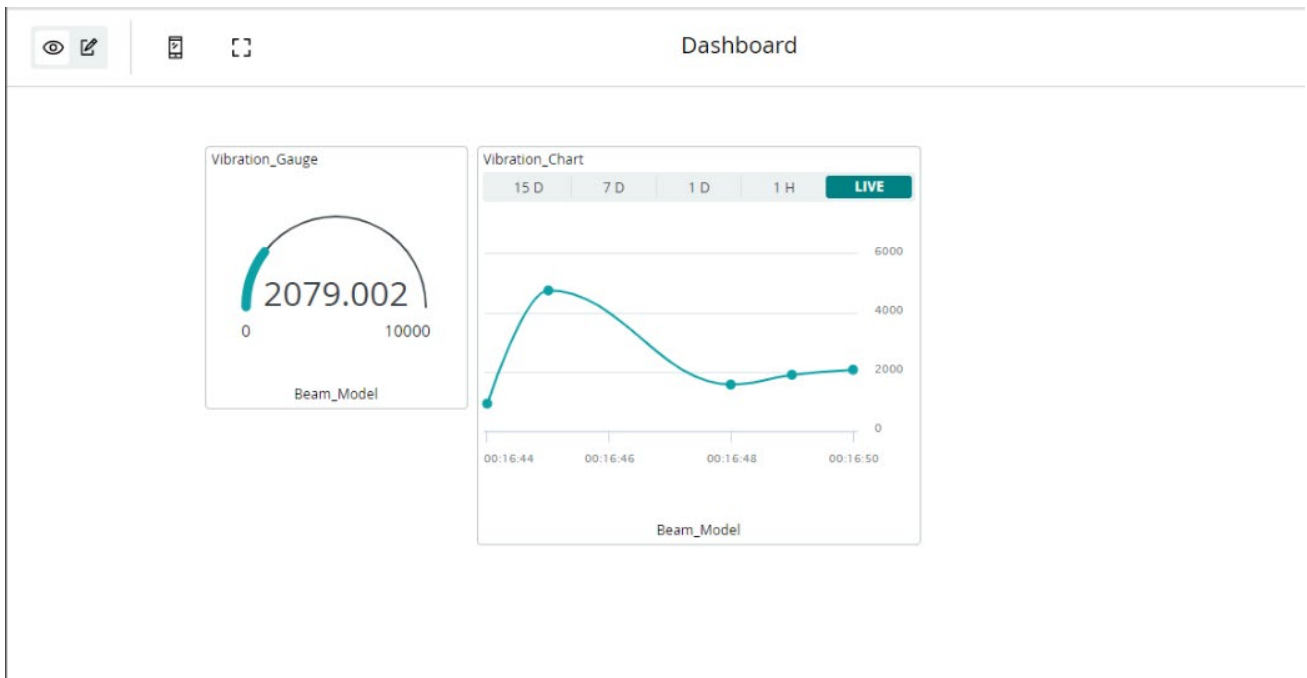 Dashboard
Vibration_Gauge
2079.002
0 10000
Beam_Model
Vibration_Chart
15 D 7 D 1 D 1 H LIVE
6000
4000
2000
0
00:16:44 00:16:46 00:16:48 00:16:50
Beam_Model